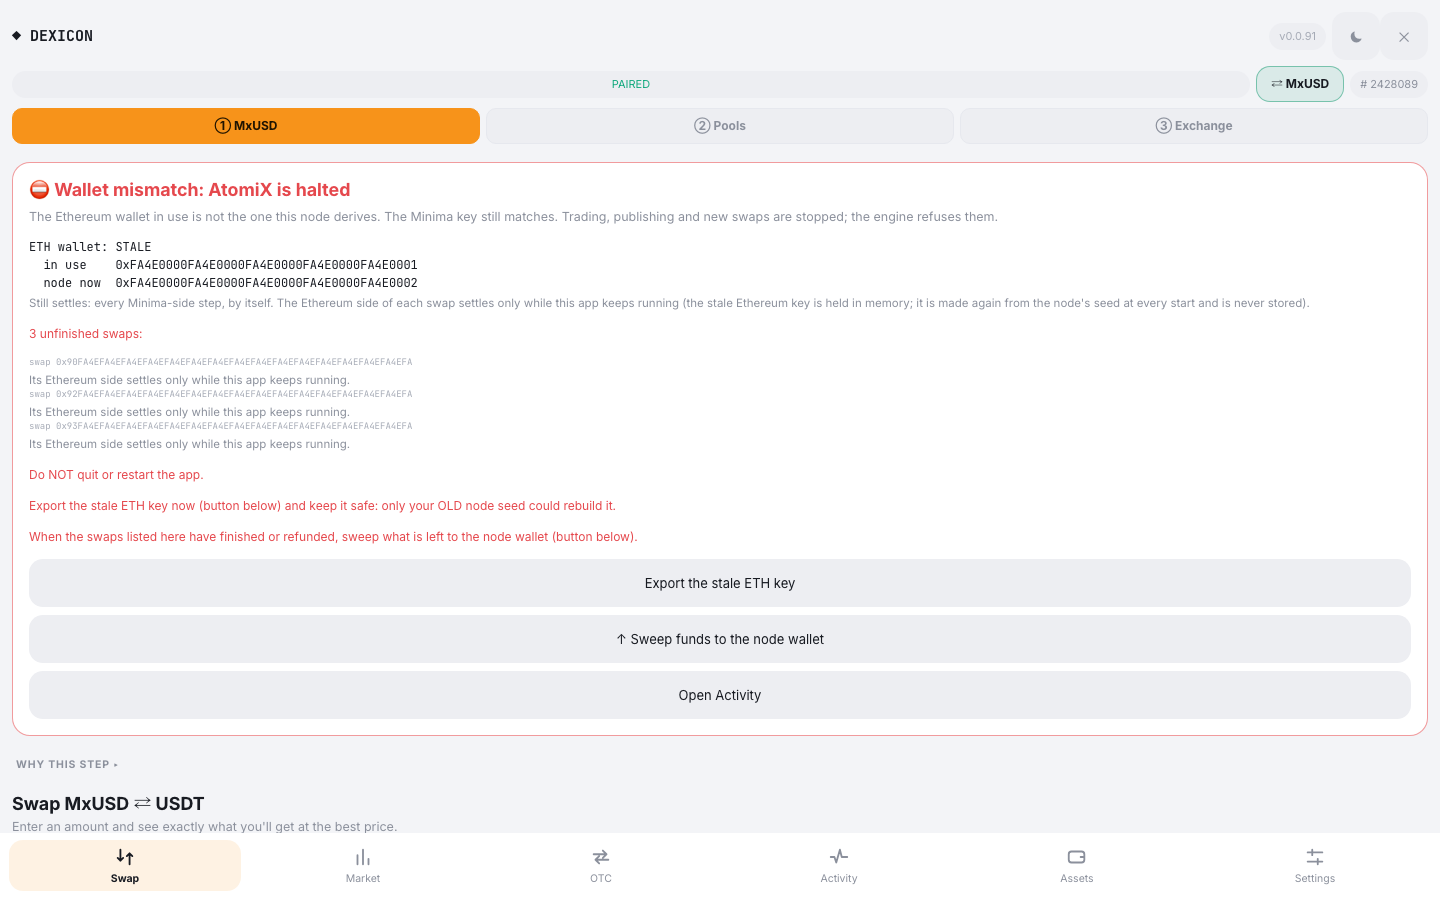 ◆ DEXICON
v0.0.91
PAIRED
⇄ MxUSD
# 2428089
① MxUSD
② Pools
③ Exchange
⛔ Wallet mismatch: AtomiX is halted
The Ethereum wallet in use is not the one this node derives. The Minima key still matches. Trading, publishing and new swaps are stopped; the engine refuses them.
ETH wallet: STALE
in use 0xFA4E0000FA4E0000FA4E0000FA4E0000FA4E0001
node now 0xFA4E0000FA4E0000FA4E0000FA4E0000FA4E0002
Still settles: every Minima-side step, by itself. The Ethereum side of each swap settles only while this app keeps running (the stale Ethereum key is held in memory; it is made again from the node's seed at every start and is never stored).
3 unfinished swaps:
swap 0x90FA4EFA4EFA4EFA4EFA4EFA4EFA4EFA4EFA4EFA4EFA4EFA4EFA4EFA4EFA4EFA
Its Ethereum side settles only while this app keeps running.
swap 0x92FA4EFA4EFA4EFA4EFA4EFA4EFA4EFA4EFA4EFA4EFA4EFA4EFA4EFA4EFA4EFA
Its Ethereum side settles only while this app keeps running.
swap 0x93FA4EFA4EFA4EFA4EFA4EFA4EFA4EFA4EFA4EFA4EFA4EFA4EFA4EFA4EFA4EFA
Its Ethereum side settles only while this app keeps running.
Do NOT quit or restart the app.
Export the stale ETH key now (button below) and keep it safe: only your OLD node seed could rebuild it.
When the swaps listed here have finished or refunded, sweep what is left to the node wallet (button below).
Export the stale ETH key
↑ Sweep funds to the node wallet
Open Activity
WHY THIS STEP ▸
Swap MxUSD ⇄ USDT
Enter an amount and see exactly what you'll get at the best price.
Swap
Market
OTC
Activity
Assets
Settings